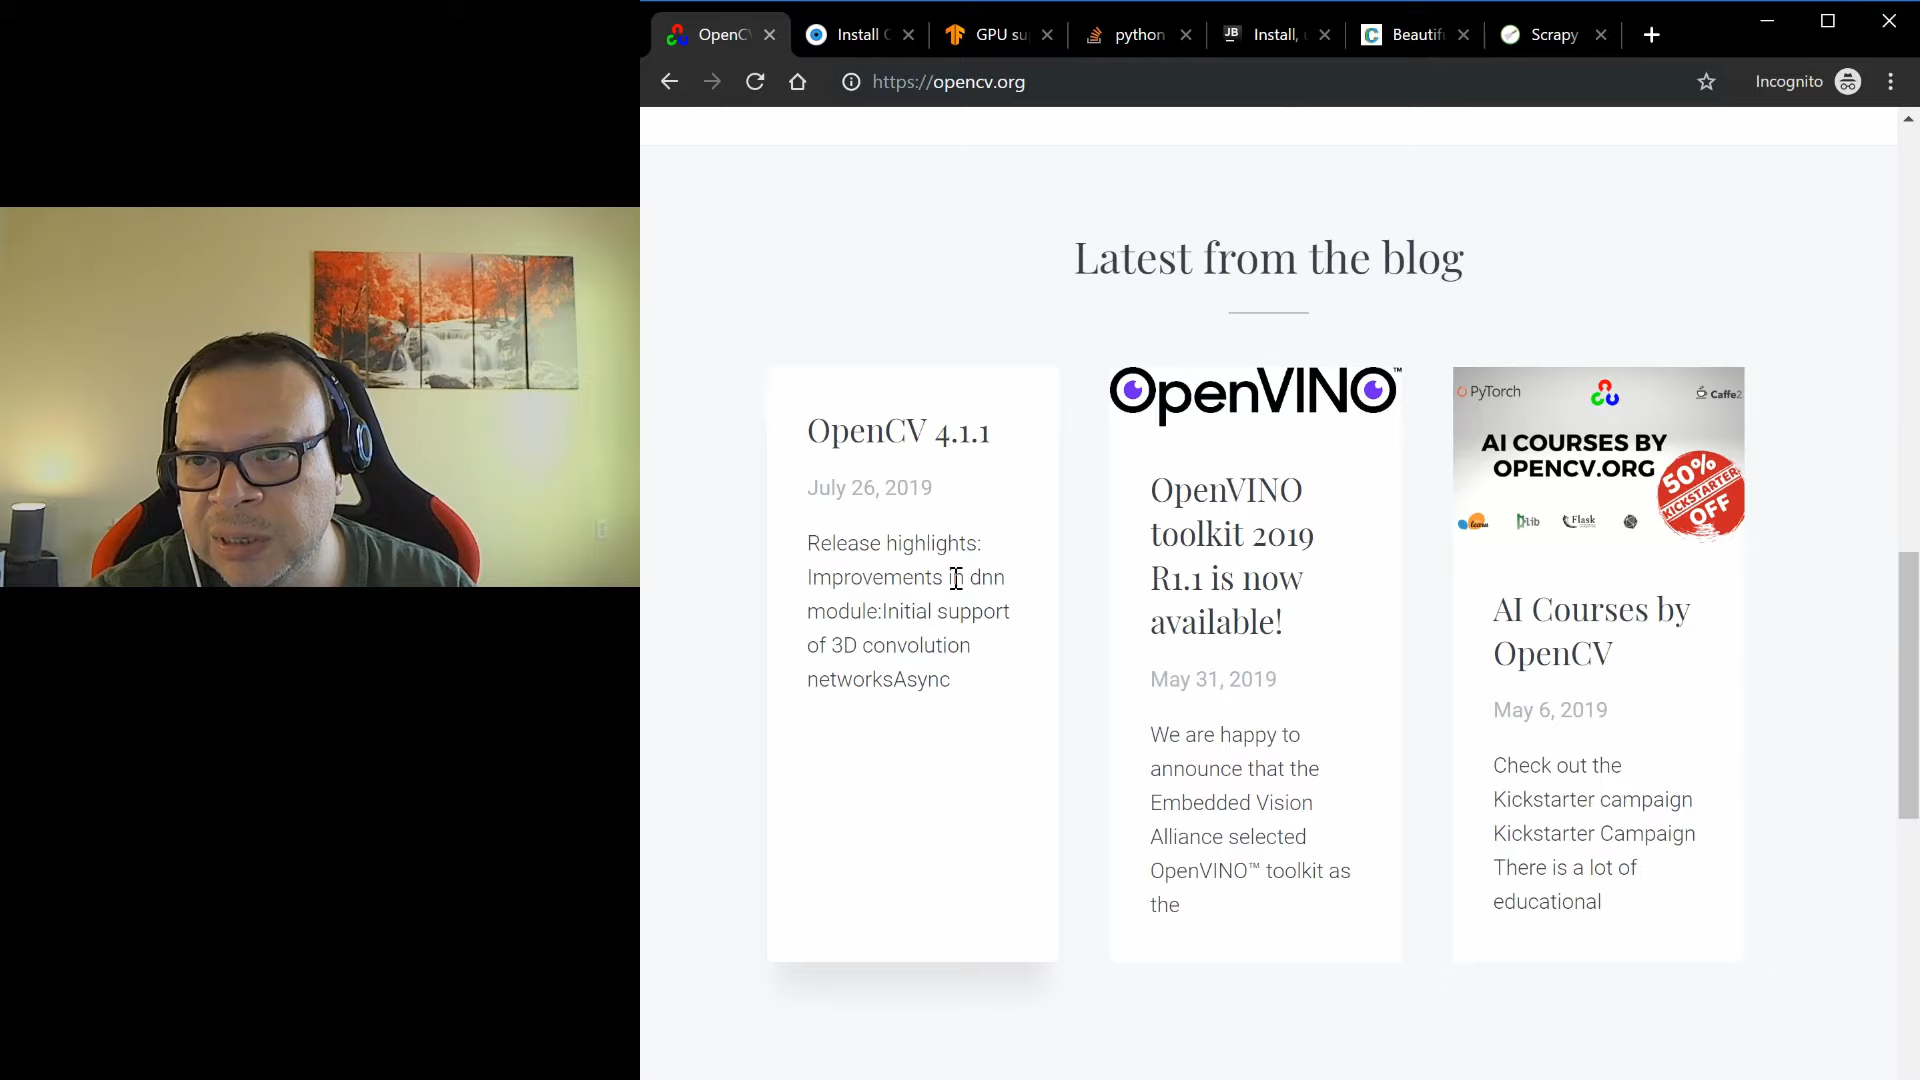 OpenC
Install
GPU su
python
JB
Install,
Beautif
Scrapy
https://opencv.org
Incognito
Latest from the blog
OpenCV 4.1.1
July 26, 2019
Release highlights:
Improvements in dnn
module:Initial support
of 3D convolution
networksAsync
OpenVINO™
OpenVINO
toolkit 2019
R1.1 is now
available!
May 31, 2019
We are happy to
announce that the
Embedded Vision
Alliance selected
OpenVINO™ toolkit as
the
PyTorch
Caffe2
AI COURSES BY
OPENCV.ORG
50%
KICKSTARTER
OFF
learn
Dlib
Flask
AI Courses by
OpenCV
May 6, 2019
Check out the
Kickstarter campaign
Kickstarter Campaign
There is a lot of
educational